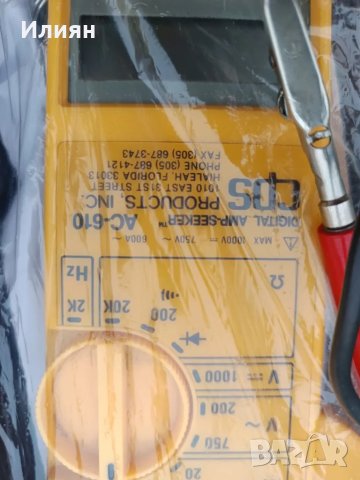 Илиян
FAX (305) 687-3743
PHONE (305) 687-4121
HIALEAH, FLORIDA 33013
1010 EAST 31ST STREET
cps
PRODUCTS, INC.
DIGITAL AMP-SEEKER™ AC-610
MAX 1000V ⎓ 750V ~ 600A ~
Ω
Hz
2K
20K
200
1000
V ⎓
200
V ~
750
20
BAZAR